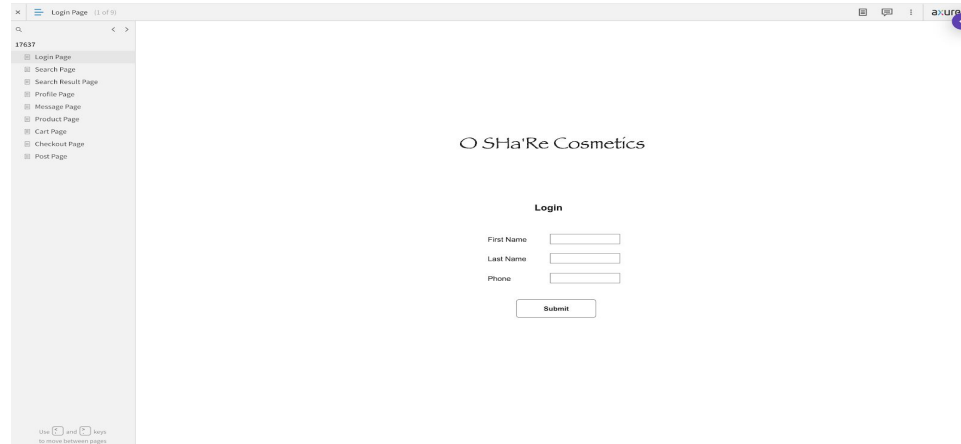 Login Page (1 of 9)
axure
17637
Login Page
Search Page
Search Result Page
Profile Page
Message Page
Product Page
Cart Page
Checkout Page
Post Page
O SHa'Re Cosmetics
Login
First Name
Last Name
Phone
Submit
Use < and > keys
to move between pages